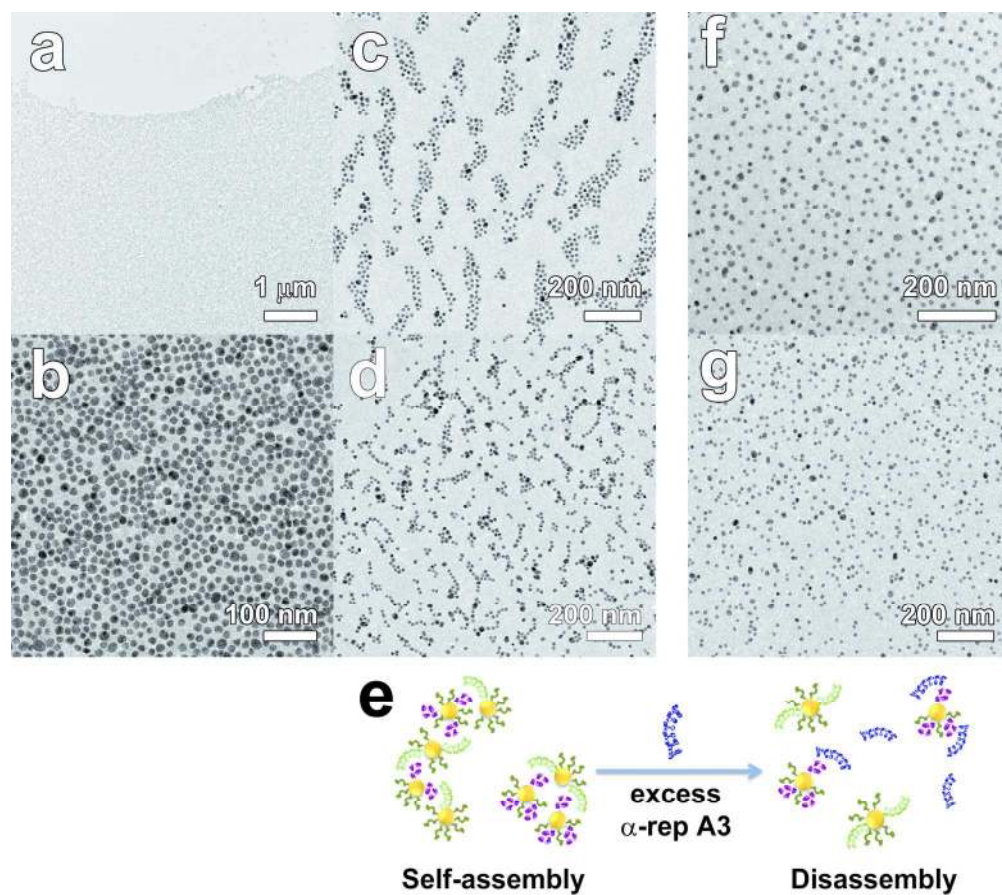 a
1 μm
b
100 nm
c
200 nm
d
200 nm
f
200 nm
g
200 nm
e
excess
α-rep A3
Self-assembly
Disassembly